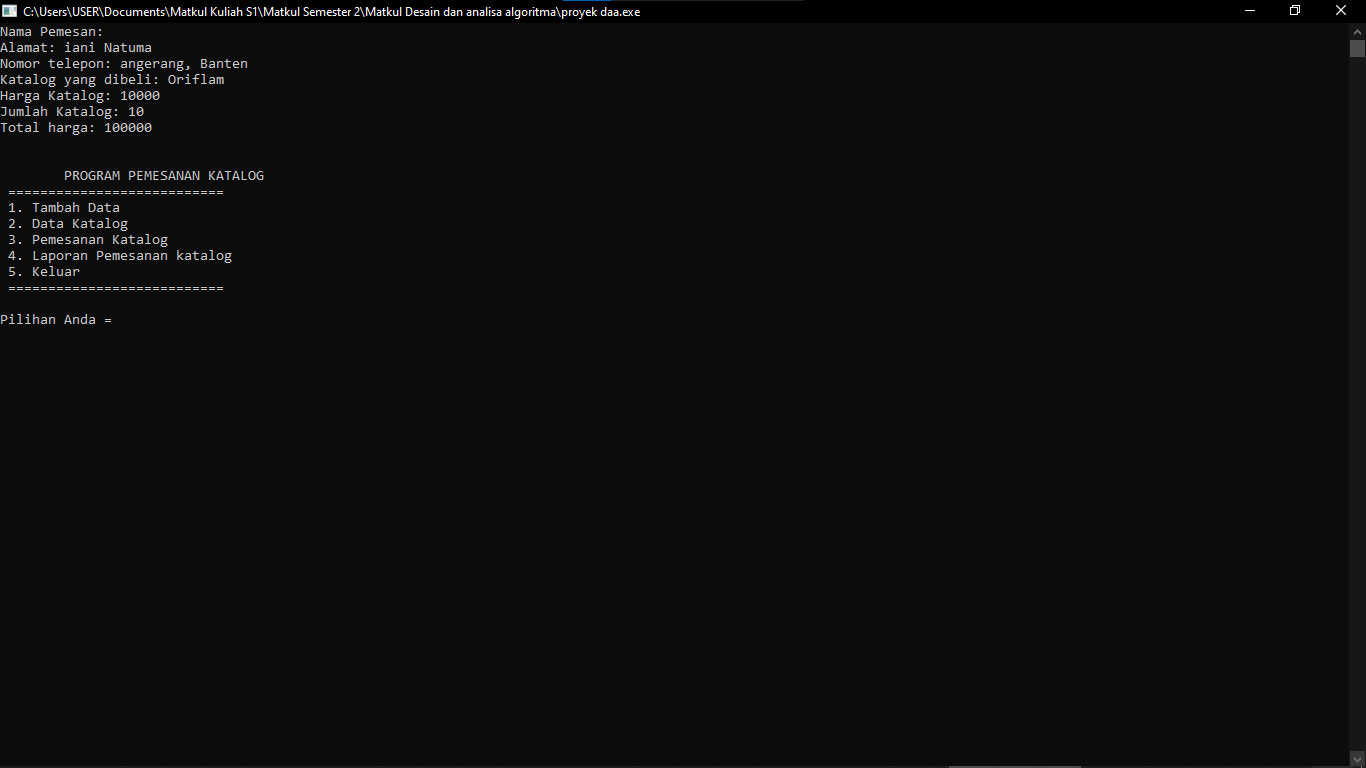 C:\Users\USER\Documents\Matkul Kuliah S1\Matkul Semester 2\Matkul Desain dan analisa algoritma\proyek daa.exe
Nama Pemesan:
Alamat: iani Natuma
Nomor telepon: angerang, Banten
Katalog yang dibeli: Oriflam
Harga Katalog: 10000
Jumlah Katalog: 10
Total harga: 100000
PROGRAM PEMESANAN KATALOG
===========================
1. Tambah Data
2. Data Katalog
3. Pemesanan Katalog
4. Laporan Pemesanan katalog
5. Keluar
===========================
Pilihan Anda =